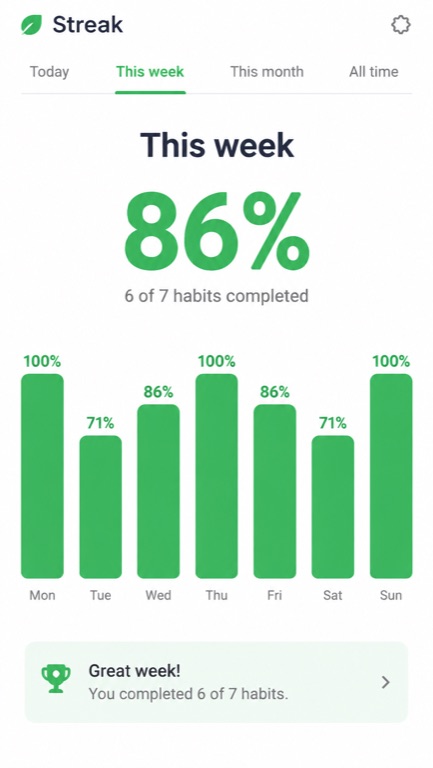 Streak
Today This week This month All time
This week
86%
6 of 7 habits completed
100% 71% 86% 100% 86% 71% 100%
Mon Tue Wed Thu Fri Sat Sun
Great week!
You completed 6 of 7 habits.